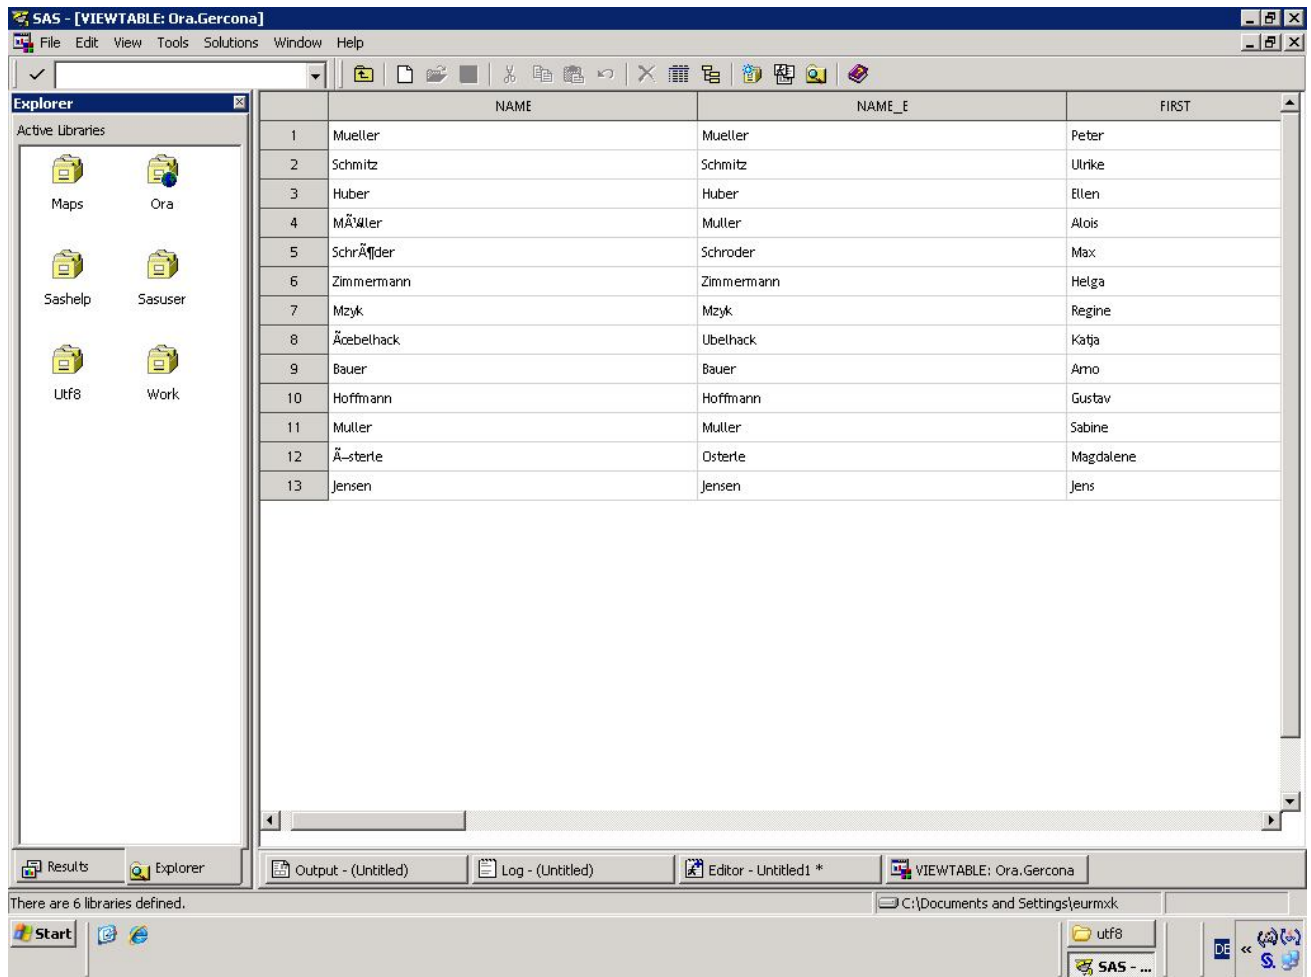 SAS - [VIEWTABLE: Ora.Gercona]
File Edit View Tools Solutions Window Help
Explorer
Active Libraries
Maps Ora
Sashelp Sasuser
Utf8 Work
NAME NAME_E FIRST
1 Mueller Mueller Peter
2 Schmitz Schmitz Ulrike
3 Huber Huber Ellen
4 MÃ¼ller Muller Alois
5 SchrÃ¶der Schroder Max
6 Zimmermann Zimmermann Helga
7 Mzyk Mzyk Regine
8 Ãœbelhack Ubelhack Katja
9 Bauer Bauer Arno
10 Hoffmann Hoffmann Gustav
11 Muller Muller Sabine
12 Ã–sterle Osterle Magdalene
13 Jensen Jensen Jens
Results Explorer
Output - (Untitled) Log - (Untitled) Editor - Untitled1 * VIEWTABLE: Ora.Gercona
There are 6 libraries defined. C:\Documents and Settings\eurmxk
Start utf8 DE «
SAS - ...